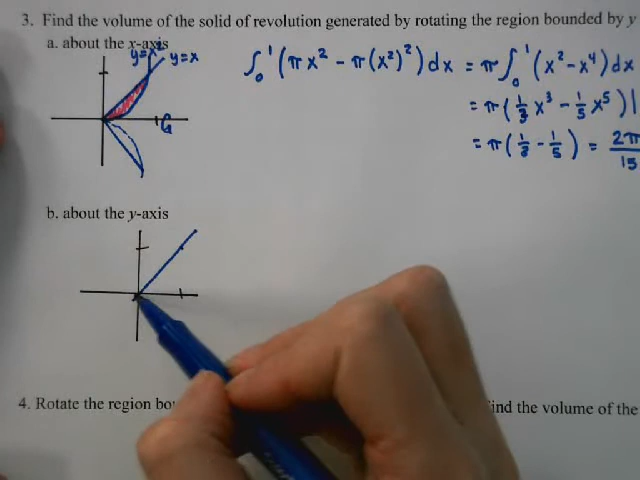 3. Find the volume of the solid of revolution generated by rotating the region bounded by y
a. about the x-axis
y=x² y=x
∫₀¹(πx² - π(x²)²)dx = π∫₀¹(x²-x⁴)dx
= π(⅓x³ - ⅕x⁵)|
= π(⅓ - ⅕) = 2π/15
b. about the y-axis
4. Rotate the region ind the volume of the